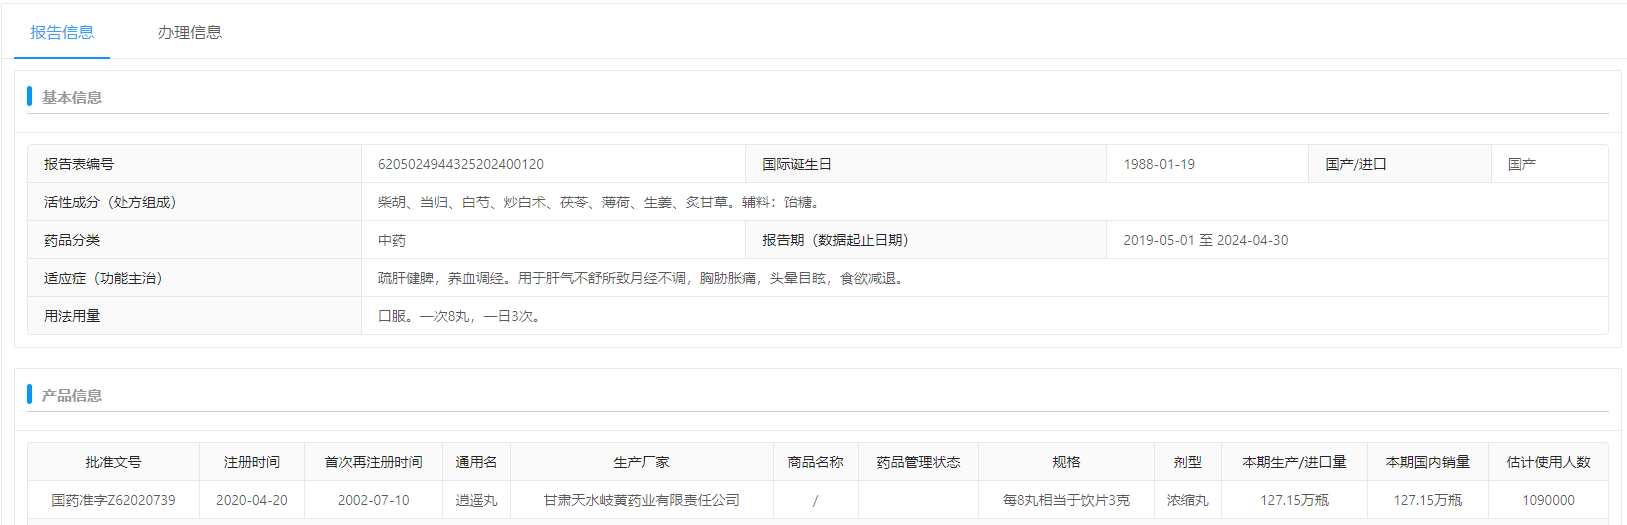 报告信息 办理信息
基本信息
报告表编号 6205024944325202400120 国际诞生日 1988-01-19 国产/进口 国产
活性成分（处方组成） 柴胡、当归、白芍、炒白术、茯苓、薄荷、生姜、炙甘草。辅料：饴糖。
药品分类 中药 报告期（数据起止日期） 2019-05-01 至 2024-04-30
适应症（功能主治） 疏肝健脾，养血调经。用于肝气不舒所致月经不调，胸胁胀痛，头晕目眩，食欲减退。
用法用量 口服。一次8丸，一日3次。
产品信息
批准文号 注册时间 首次再注册时间 通用名 生产厂家 商品名称 药品管理状态 规格 剂型 本期生产/进口量 本期国内销量 估计使用人数
国药准字Z62020739 2020-04-20 2002-07-10 逍遥丸 甘肃天水岐黄药业有限责任公司 / 每8丸相当于饮片3克 浓缩丸 127.15万瓶 127.15万瓶 1090000